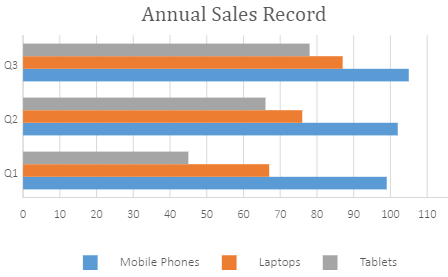 Annual Sales Record
Q3
Q2
Q1
0 10 20 30 40 50 60 70 80 90 100 110
Mobile Phones Laptops Tablets